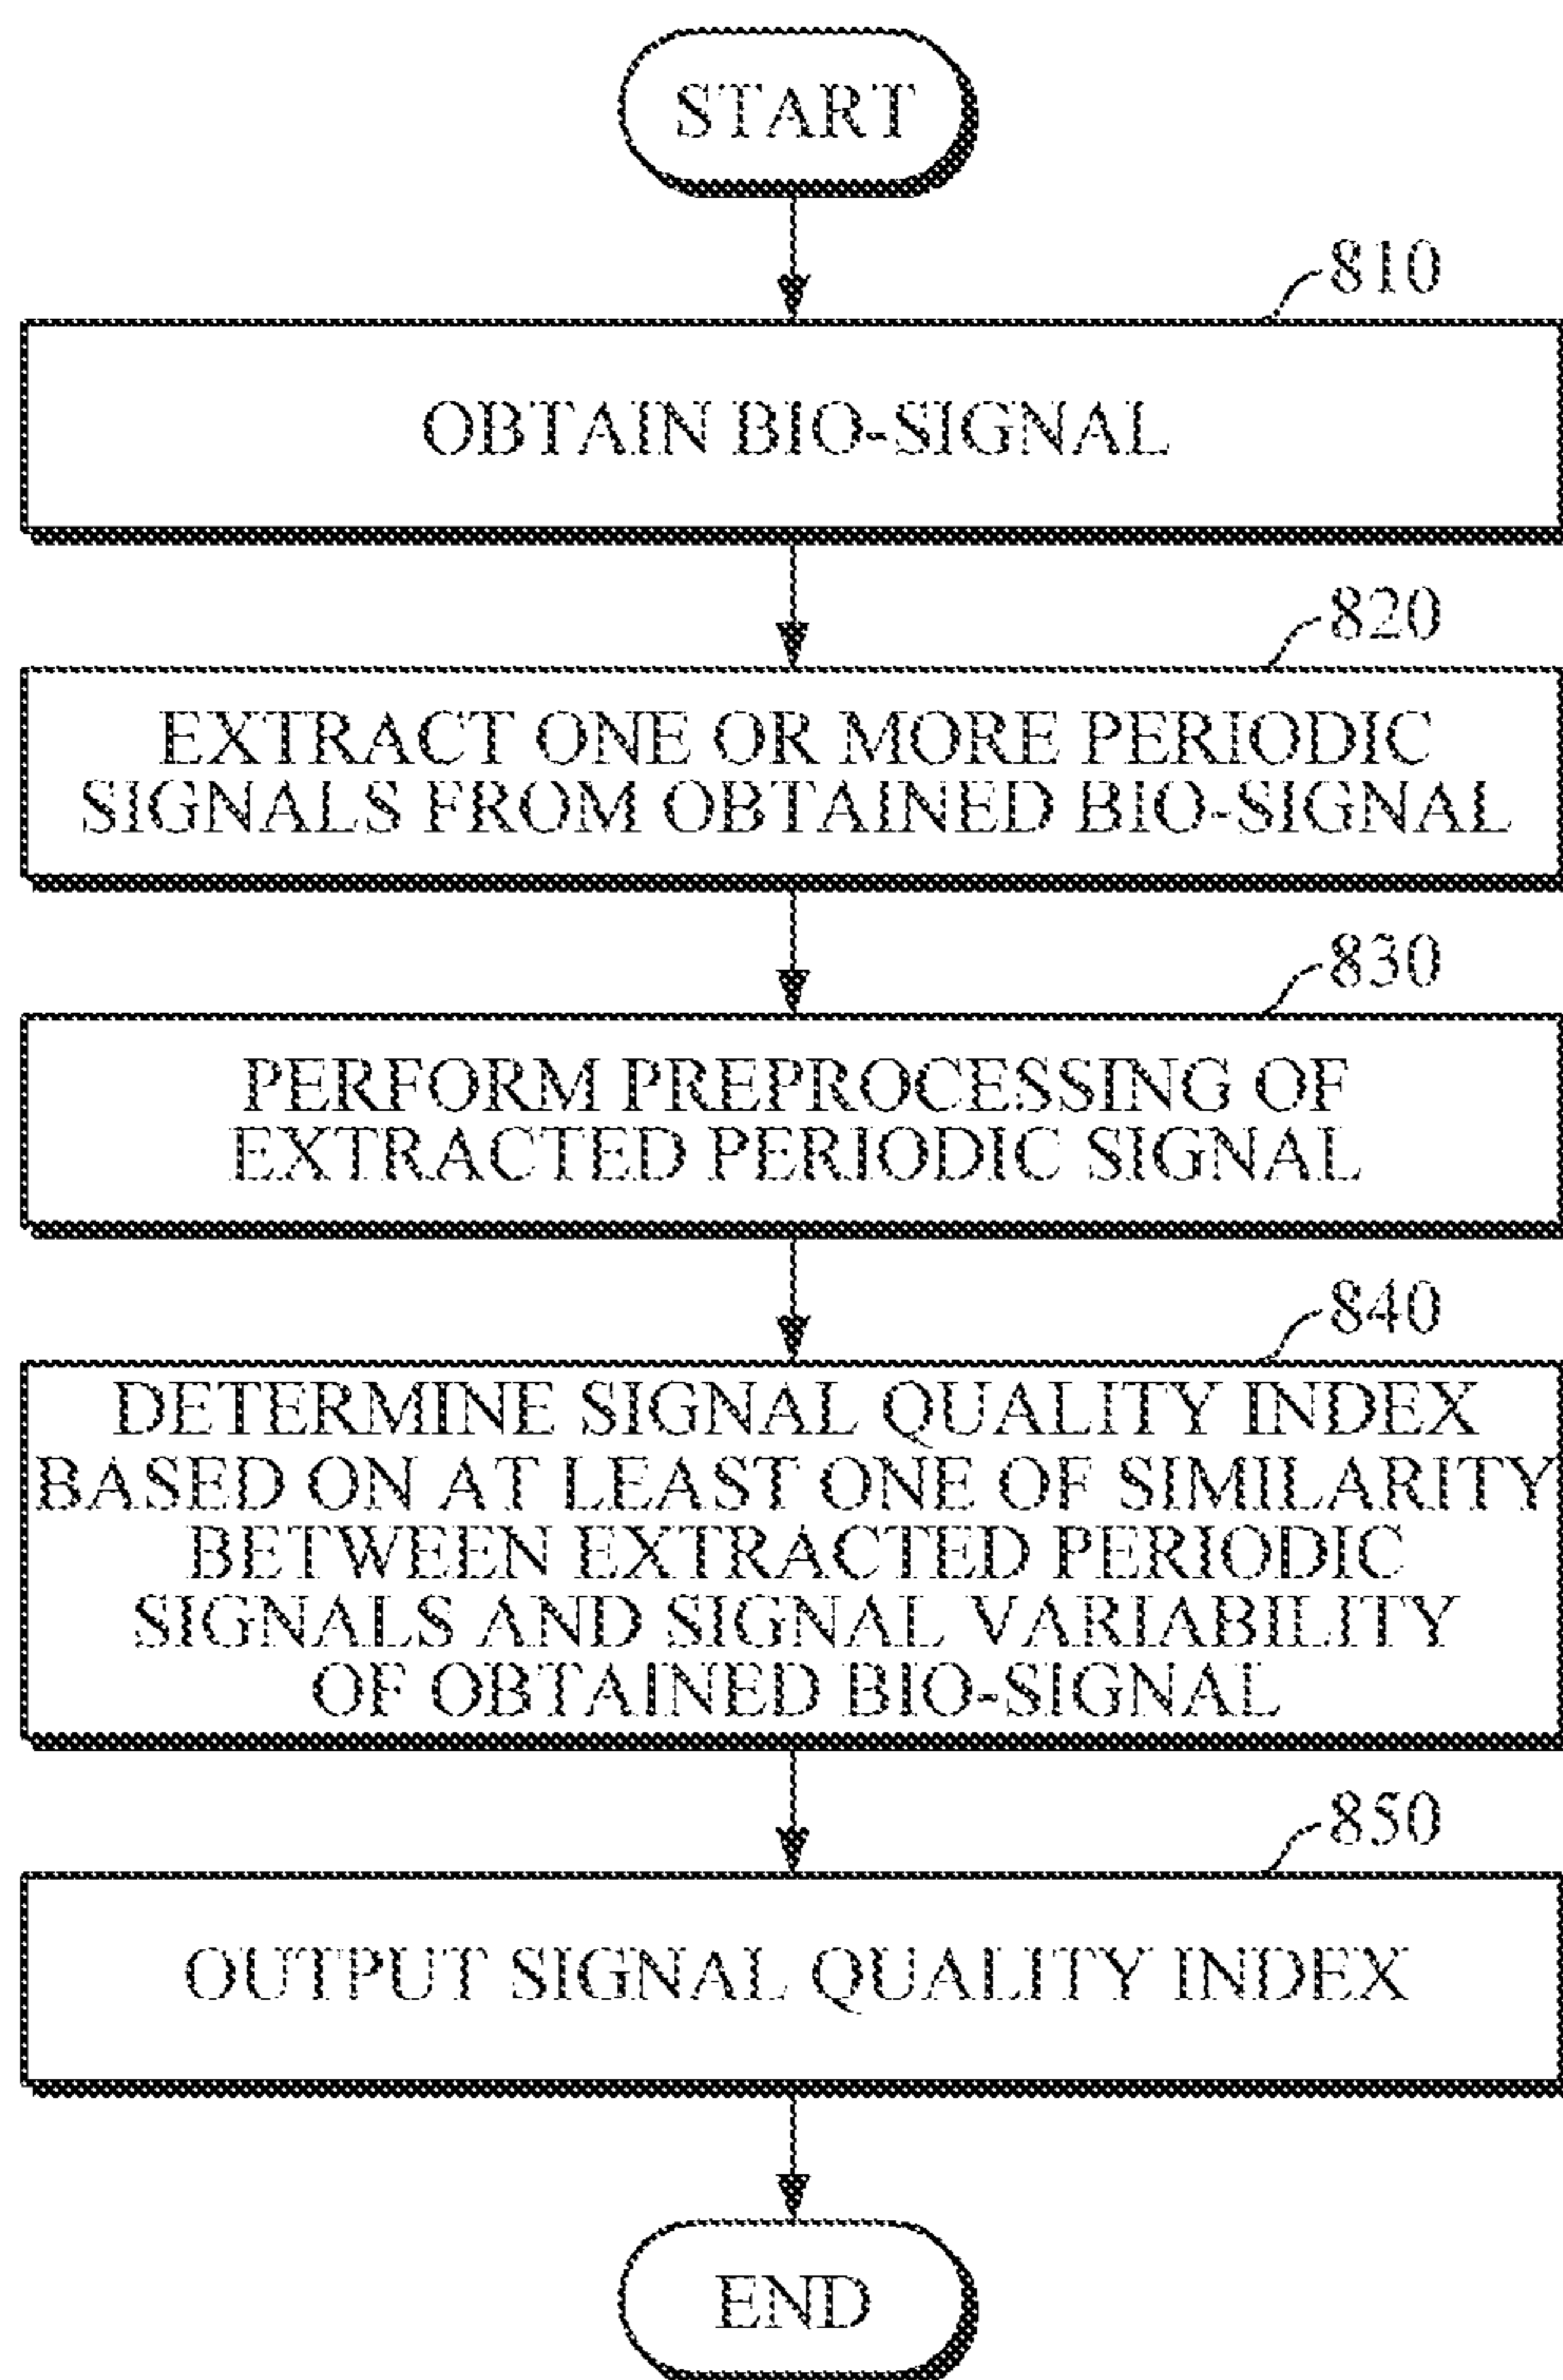 START
810
OBTAIN BIO-SIGNAL
820
EXTRACT ONE OR MORE PERIODIC
SIGNALS FROM OBTAINED BIO-SIGNAL
830
PERFORM PREPROCESSING OF
EXTRACTED PERIODIC SIGNAL
840
DETERMINE SIGNAL QUALITY INDEX
BASED ON AT LEAST ONE OF SIMILARITY
BETWEEN EXTRACTED PERIODIC
SIGNALS AND SIGNAL VARIABILITY
OF OBTAINED BIO-SIGNAL
850
OUTPUT SIGNAL QUALITY INDEX
END